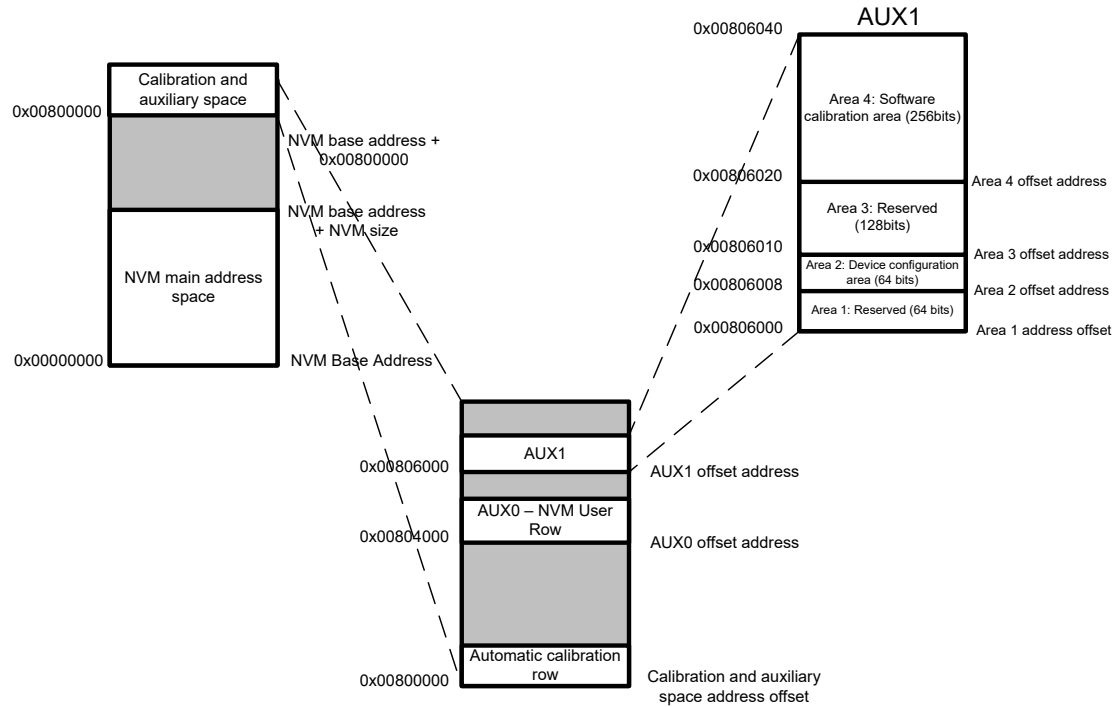 Calibration and
auxiliary space
0x00800000
NVM base address +
0x00800000
NVM base address
+ NVM size
NVM main address
space
0x00000000
NVM Base Address
AUX1
0x00806000
AUX1 offset address
AUX0 – NVM User
Row
0x00804000
AUX0 offset address
Automatic calibration
row
0x00800000
Calibration and auxiliary
space address offset
AUX1
0x00806040
Area 4: Software
calibration area (256bits)
0x00806020
Area 4 offset address
Area 3: Reserved
(128bits)
0x00806010
Area 3 offset address
Area 2: Device configuration
area (64 bits)
0x00806008
Area 2 offset address
Area 1: Reserved (64 bits)
0x00806000
Area 1 address offset